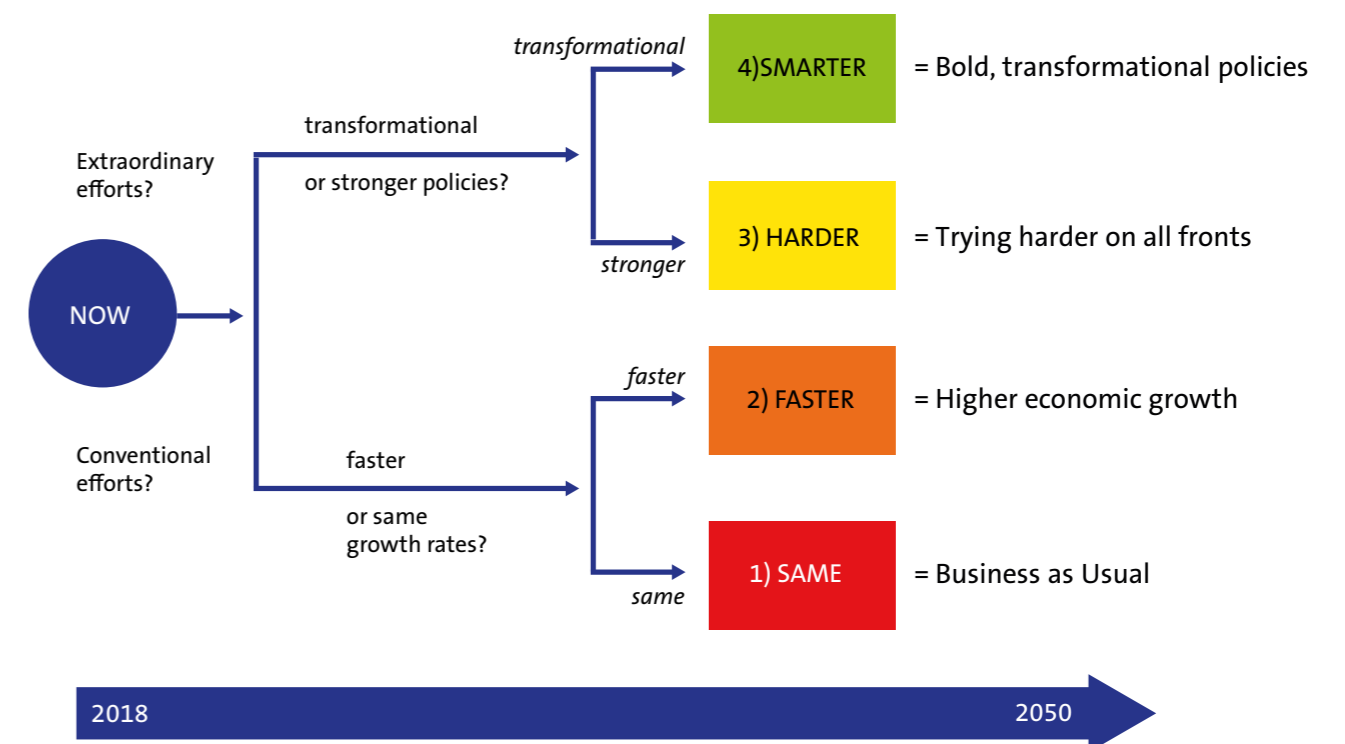 transformational
4)SMARTER
= Bold, transformational policies
transformational
or stronger policies?
Extraordinary
efforts?
3) HARDER
= Trying harder on all fronts
stronger
NOW
faster
2) FASTER
= Higher economic growth
Conventional
efforts?
faster
or same
growth rates?
1) SAME
= Business as Usual
same
2018
2050